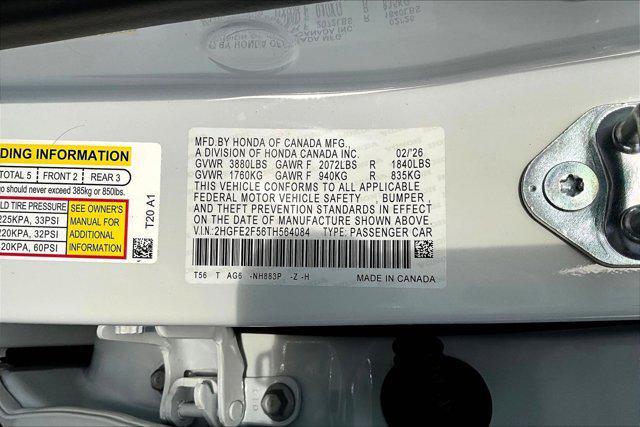 MFD.BY HONDA OF CANADA MFG.,
A DIVISION OF HONDA CANADA INC. 02/'26
GVWR 3880LBS GAWR F 2072LBS R 1840LBS
GVWR 1760KG GAWR F 940KG R 835KG
THIS VEHICLE CONFORMS TO ALL APPLICABLE
FEDERAL MOTOR VEHICLE SAFETY , BUMPER ,
AND THEFT PREVENTION STANDARDS IN EFFECT
ON THE DATE OF MANUFACTURE SHOWN ABOVE.
V.I.N: 2HGFE2F56TH564084 TYPE: PASSENGER CAR
T56 T AG6 -NH883P -Z -H
MADE IN CANADA
DING INFORMATION
TOTAL 5 FRONT 2 REAR 3
go should never exceed 385kg or 850lbs.
LD TIRE PRESSURE
225KPA, 33PSI
220KPA, 32PSI
420KPA, 60PSI
SEE OWNER'S
MANUAL FOR
ADDITIONAL
INFORMATION
T20 A1